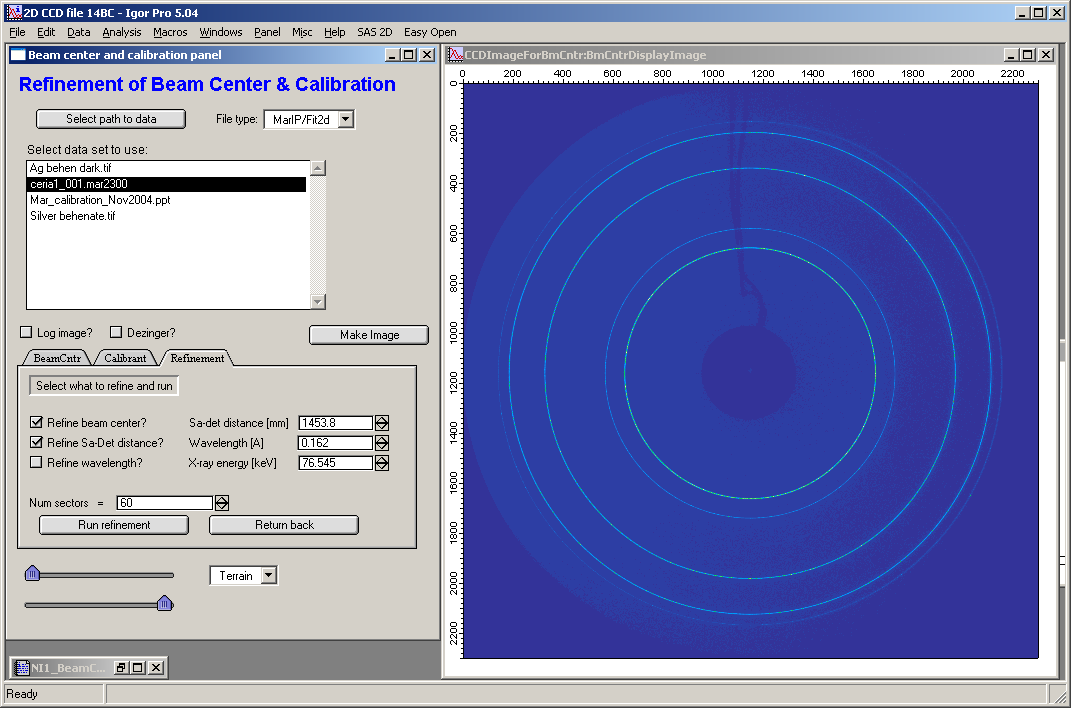 2D CCD file 14BC - Igor Pro 5.04
File Edit Data Analysis Macros Windows Panel Misc Help SAS 2D Easy Open
Beam center and calibration panel
Refinement of Beam Center & Calibration
Select path to data
File type: MarIP/Fit2d
Select data set to use:
Ag behen dark.tif
ceria1_001.mar2300
Mar_calibration_Nov2004.ppt
Silver behenate.tif
Log image? Dezinger?
Make Image
BeamCntr Calibrant Refinement
Select what to refine and run
Refine beam center? Sa-det distance [mm] 1453.8
Refine Sa-Det distance? Wavelength [A] 0.162
Refine wavelength? X-ray energy [keV] 76.545
Num sectors = 60
Run refinement Return back
Terrain
NI1_BeamC...
Ready
CCDImageForBmCntr:BmCntrDisplayImage
0 200 400 600 800 1000 1200 1400 1600 1800 2000 2200
0
200
400
600
800
1000
1200
1400
1600
1800
2000
2200